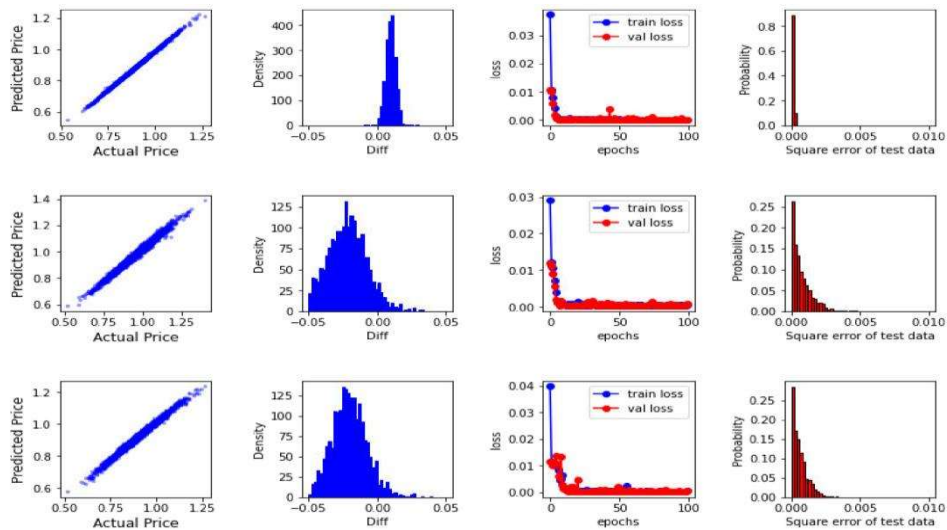 1.2
1.0
0.8
0.6
Predicted Price
0.50 0.75 1.00 1.25
Actual Price
400
300
200
100
0
Density
−0.05 0.00 0.05
Diff
0.03
0.02
0.01
0.00
loss
train loss
val loss
0 50 100
epochs
0.8
0.6
0.4
0.2
0.0
Probability
0.000 0.005 0.010
Square error of test data
1.4
1.2
1.0
0.8
0.6
Predicted Price
0.50 0.75 1.00 1.25
Actual Price
125
100
75
50
25
0
Density
−0.05 0.00 0.05
Diff
0.03
0.02
0.01
0.00
loss
train loss
val loss
0 50 100
epochs
0.25
0.20
0.15
0.10
0.05
0.00
Probability
0.000 0.005 0.010
Square error of test data
1.2
1.0
0.8
0.6
Predicted Price
0.50 0.75 1.00 1.25
Actual Price
125
100
75
50
25
0
Density
−0.05 0.00 0.05
Diff
0.04
0.03
0.02
0.01
0.00
loss
train loss
val loss
0 50 100
epochs
0.25
0.20
0.15
0.10
0.05
0.00
Probability
0.000 0.005 0.010
Square error of test data